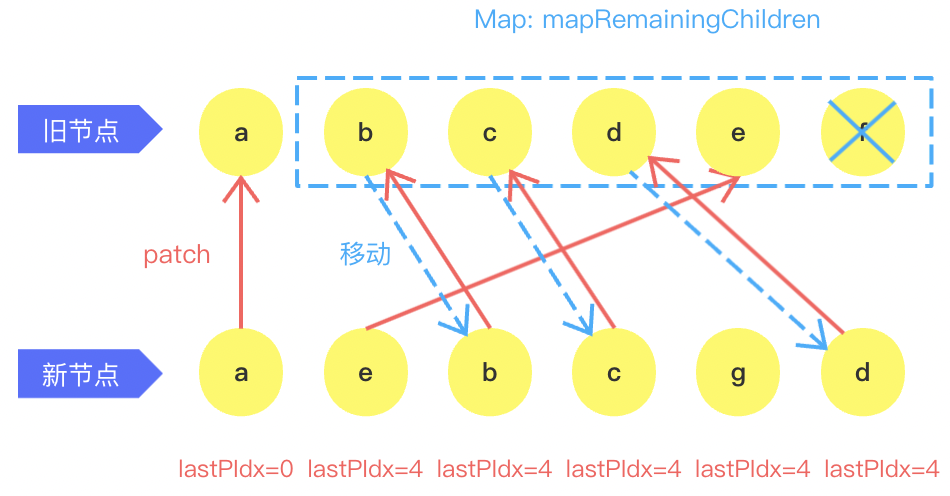 Map: mapRemainingChildren
旧节点
a
b
c
d
e
f
patch
移动
新节点
a
e
b
c
g
d
lastPIdx=0
lastPIdx=4
lastPIdx=4
lastPIdx=4
lastPIdx=4
lastPIdx=4